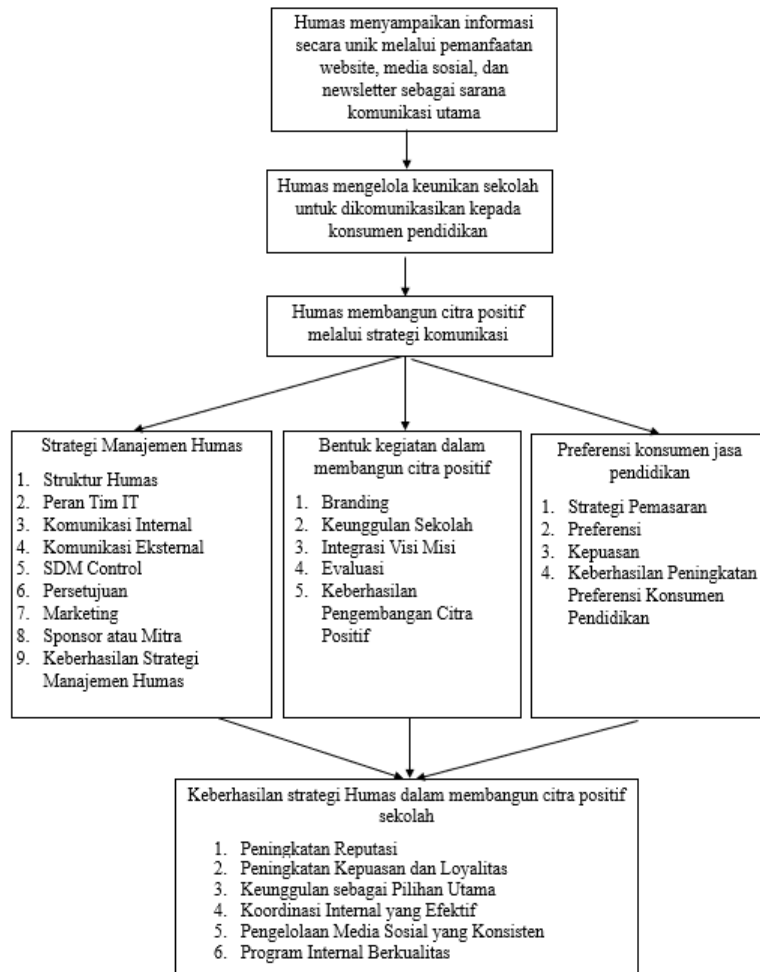 Humas menyampaikan informasi
secara unik melalui pemanfaatan
website, media sosial, dan
newsletter sebagai sarana
komunikasi utama
Humas mengelola keunikan sekolah
untuk dikomunikasikan kepada
konsumen pendidikan
Humas membangun citra positif
melalui strategi komunikasi
Strategi Manajemen Humas
1. Struktur Humas
2. Peran Tim IT
3. Komunikasi Internal
4. Komunikasi Eksternal
5. SDM Control
6. Persetujuan
7. Marketing
8. Sponsor atau Mitra
9. Keberhasilan Strategi
Manajemen Humas
Bentuk kegiatan dalam
membangun citra positif
1. Branding
2. Keunggulan Sekolah
3. Integrasi Visi Misi
4. Evaluasi
5. Keberhasilan
Pengembangan Citra
Positif
Preferensi konsumen jasa
pendidikan
1. Strategi Pemasaran
2. Preferensi
3. Kepuasan
4. Keberhasilan Peningkatan
Preferensi Konsumen
Pendidikan
Keberhasilan strategi Humas dalam membangun citra positif
sekolah
1. Peningkatan Reputasi
2. Peningkatan Kepuasan dan Loyalitas
3. Keunggulan sebagai Pilihan Utama
4. Koordinasi Internal yang Efektif
5. Pengelolaan Media Sosial yang Konsisten
6. Program Internal Berkualitas